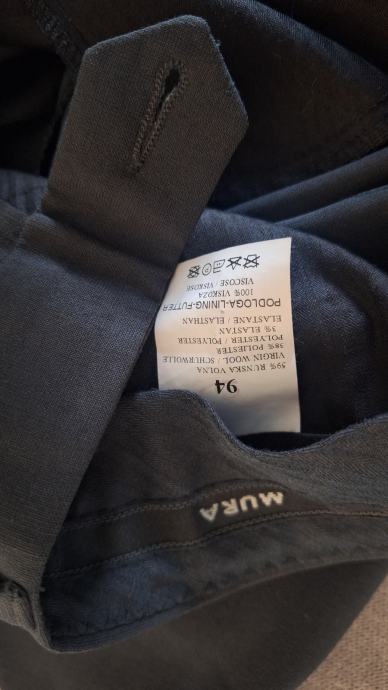 94
59% RUNSKA VOLNA
VIRGIN WOOL / SCHURWOLLE
38% POLIESTER
POLYESTER / POLYESTER
3% ELASTAN
ELASTANE / ELASTHAN
PODLOGA-LINING-FUTTER
100% VISKOZA
VISCOSE / VISKOSE
MURA